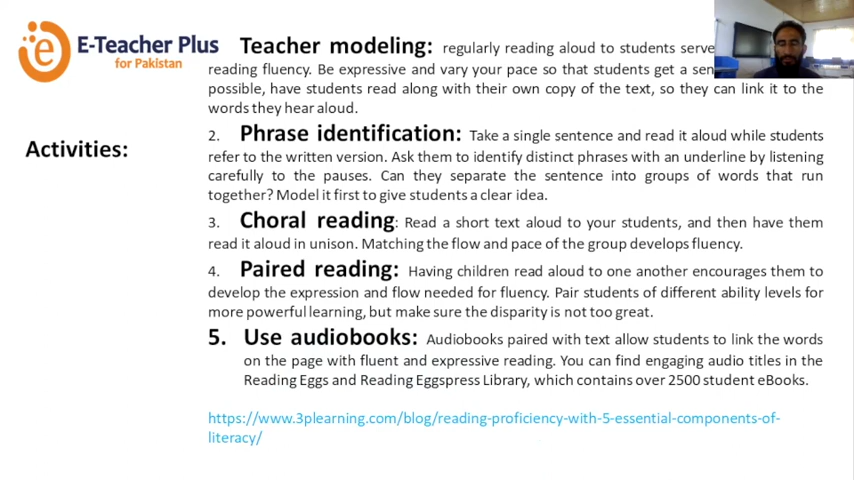 E-Teacher Plus
for Pakistan
Activities:
Teacher modeling: regularly reading aloud to students serve
reading fluency. Be expressive and vary your pace so that students get a sen
possible, have students read along with their own copy of the text, so they can link it to the
words they hear aloud.
2. Phrase identification: Take a single sentence and read it aloud while students
refer to the written version. Ask them to identify distinct phrases with an underline by listening
carefully to the pauses. Can they separate the sentence into groups of words that run
together? Model it first to give students a clear idea.
3. Choral reading: Read a short text aloud to your students, and then have them
read it aloud in unison. Matching the flow and pace of the group develops fluency.
4. Paired reading: Having children read aloud to one another encourages them to
develop the expression and flow needed for fluency. Pair students of different ability levels for
more powerful learning, but make sure the disparity is not too great.
5. Use audiobooks: Audiobooks paired with text allow students to link the words
on the page with fluent and expressive reading. You can find engaging audio titles in the
Reading Eggs and Reading Eggspress Library, which contains over 2500 student eBooks.
https://www.3plearning.com/blog/reading-proficiency-with-5-essential-components-of-
literacy/